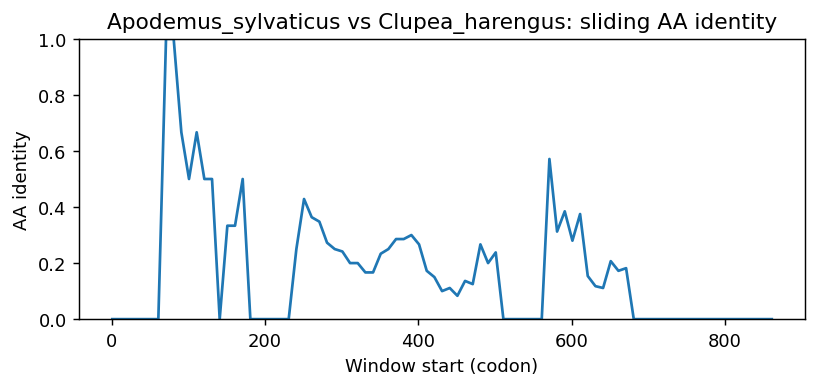 Apodemus_sylvaticus vs Clupea_harengus: sliding AA identity
1.0
0.8
0.6
0.4
0.2
0.0
AA identity
0 200 400 600 800
Window start (codon)